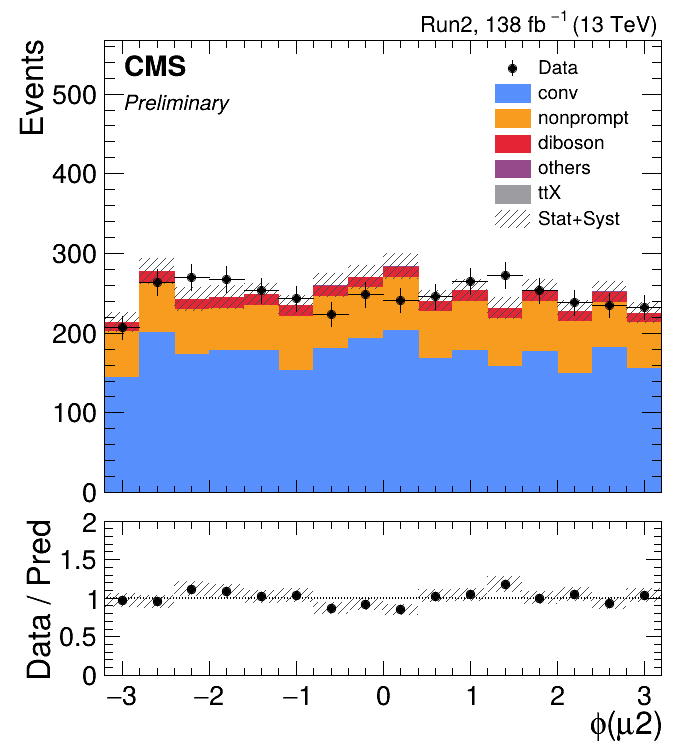 Run2, 138 fb⁻¹ (13 TeV)
CMS
Preliminary
Events
500
400
300
200
100
0
Data
conv
nonprompt
diboson
others
ttX
Stat+Syst
Data / Pred
2
1.5
1
0.5
0
−3 −2 −1 0 1 2 3
ϕ(μ2)